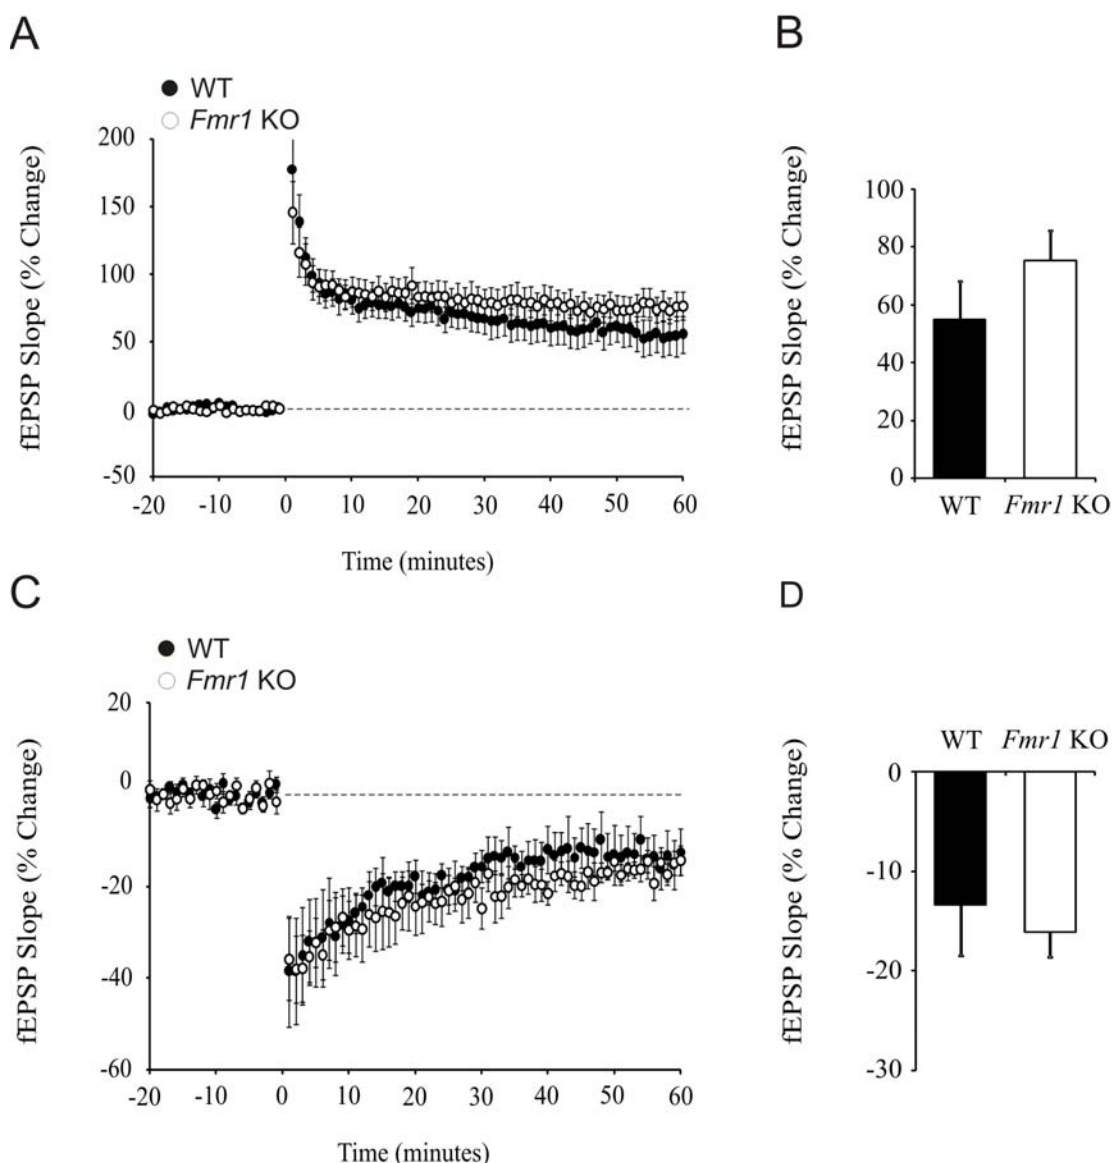 A
WT
Fmr1 KO
fEPSP Slope (% Change)
200
150
100
50
0
-50
-20
-10
0
10
20
30
40
50
60
Time (minutes)
B
fEPSP Slope (% Change)
100
80
60
40
20
0
WT
Fmr1 KO
C
WT
Fmr1 KO
fEPSP Slope (% Change)
20
0
-20
-40
-60
-20
-10
0
10
20
30
40
50
60
Time (minutes)
D
WT Fmr1 KO
fEPSP Slope (% Change)
0
-10
-20
-30